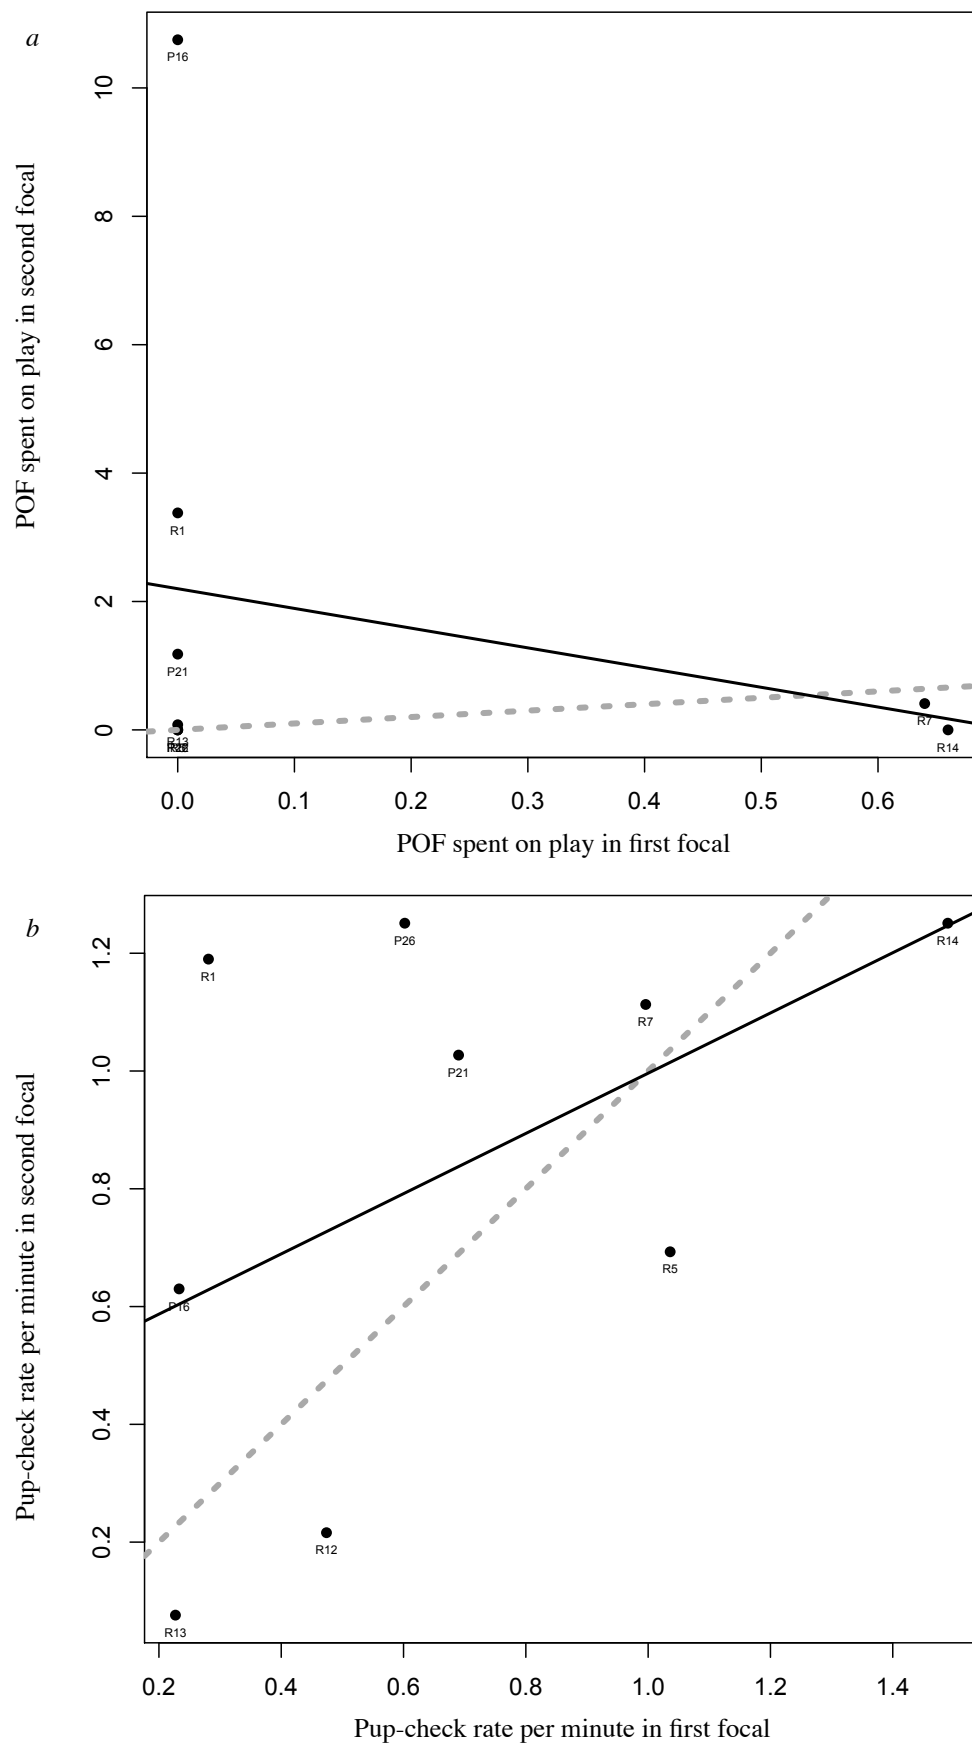 a
10
8
6
4
2
0
POF spent on play in second focal
P16
R1
P21
R13
R7
R14
0.0 0.1 0.2 0.3 0.4 0.5 0.6
POF spent on play in first focal
b
1.2
1.0
0.8
0.6
0.4
0.2
Pup-check rate per minute in second focal
P26
R14
R1
R7
P21
R5
P16
R12
R13
0.2 0.4 0.6 0.8 1.0 1.2 1.4
Pup-check rate per minute in first focal